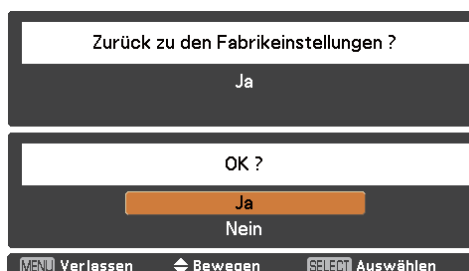 Zurück zu den Fabrikeinstellungen ?
Ja
OK ?
Ja
Nein
MENU Verlassen Bewegen SELECT Auswählen